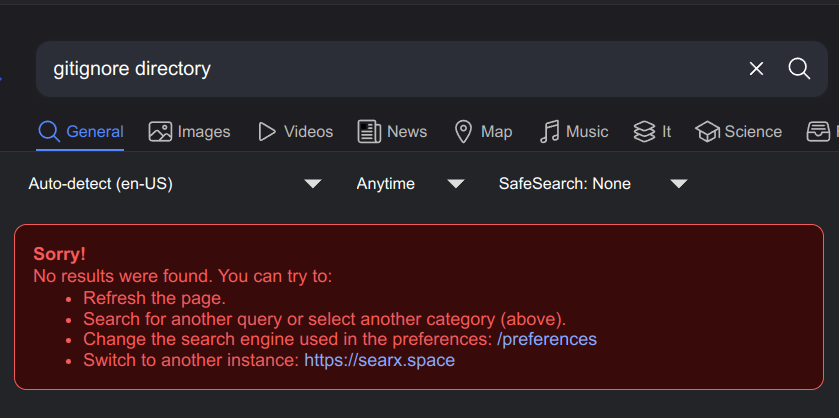 gitignore directory
General Images Videos News Map Music It Science
Auto-detect (en-US) Anytime SafeSearch: None
Sorry!
No results were found. You can try to:
• Refresh the page.
• Search for another query or select another category (above).
• Change the search engine used in the preferences: /preferences
• Switch to another instance: https://searx.space